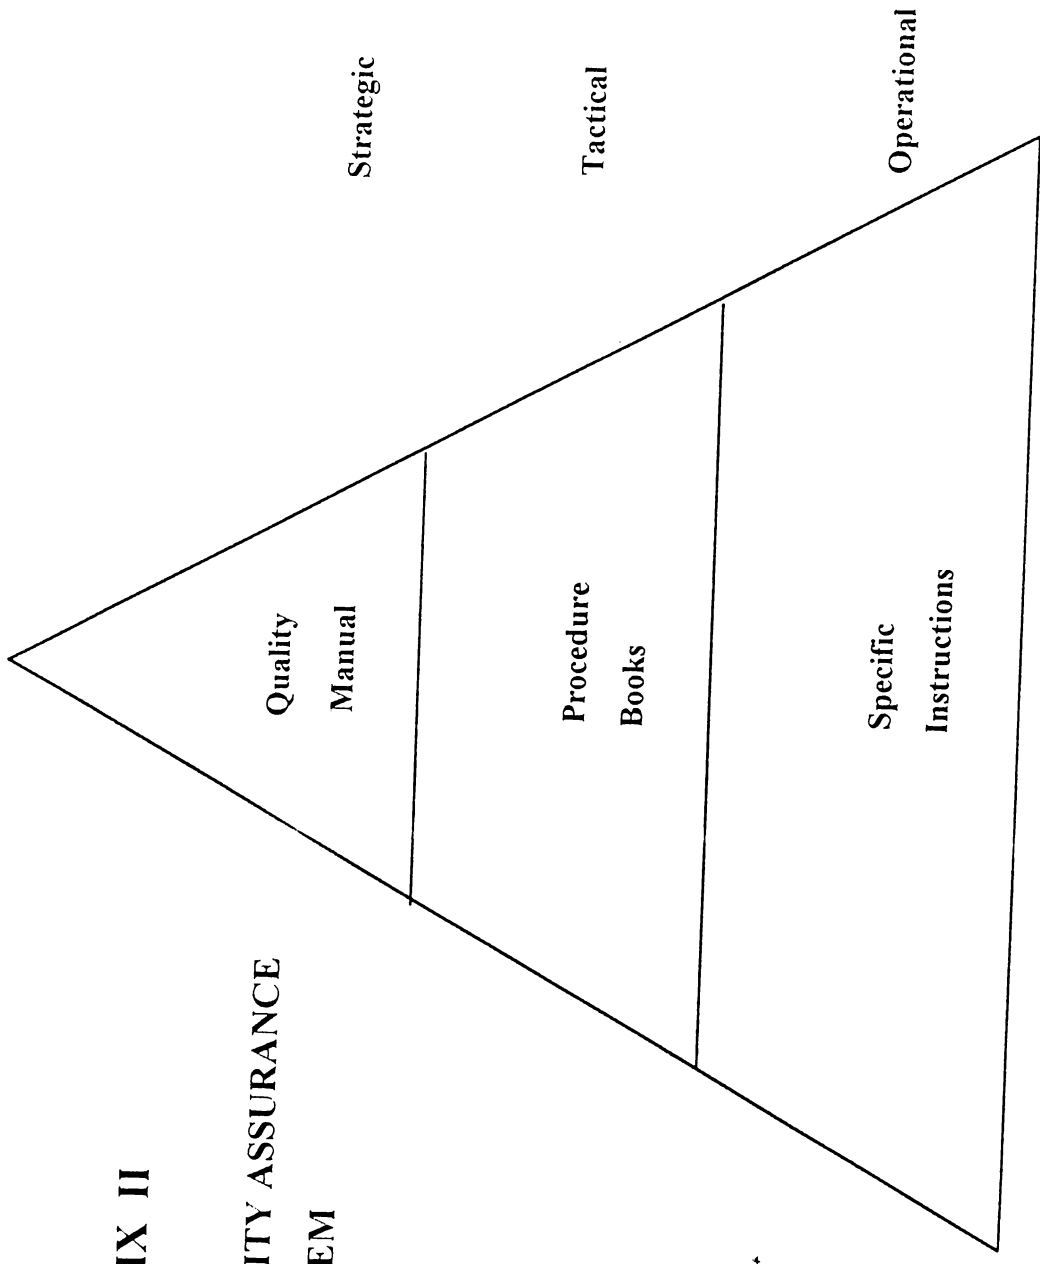 IX II
ITY ASSURANCE
EM
Quality
Manual
Strategic
Procedure
Books
Tactical
Specific
Instructions
Operational